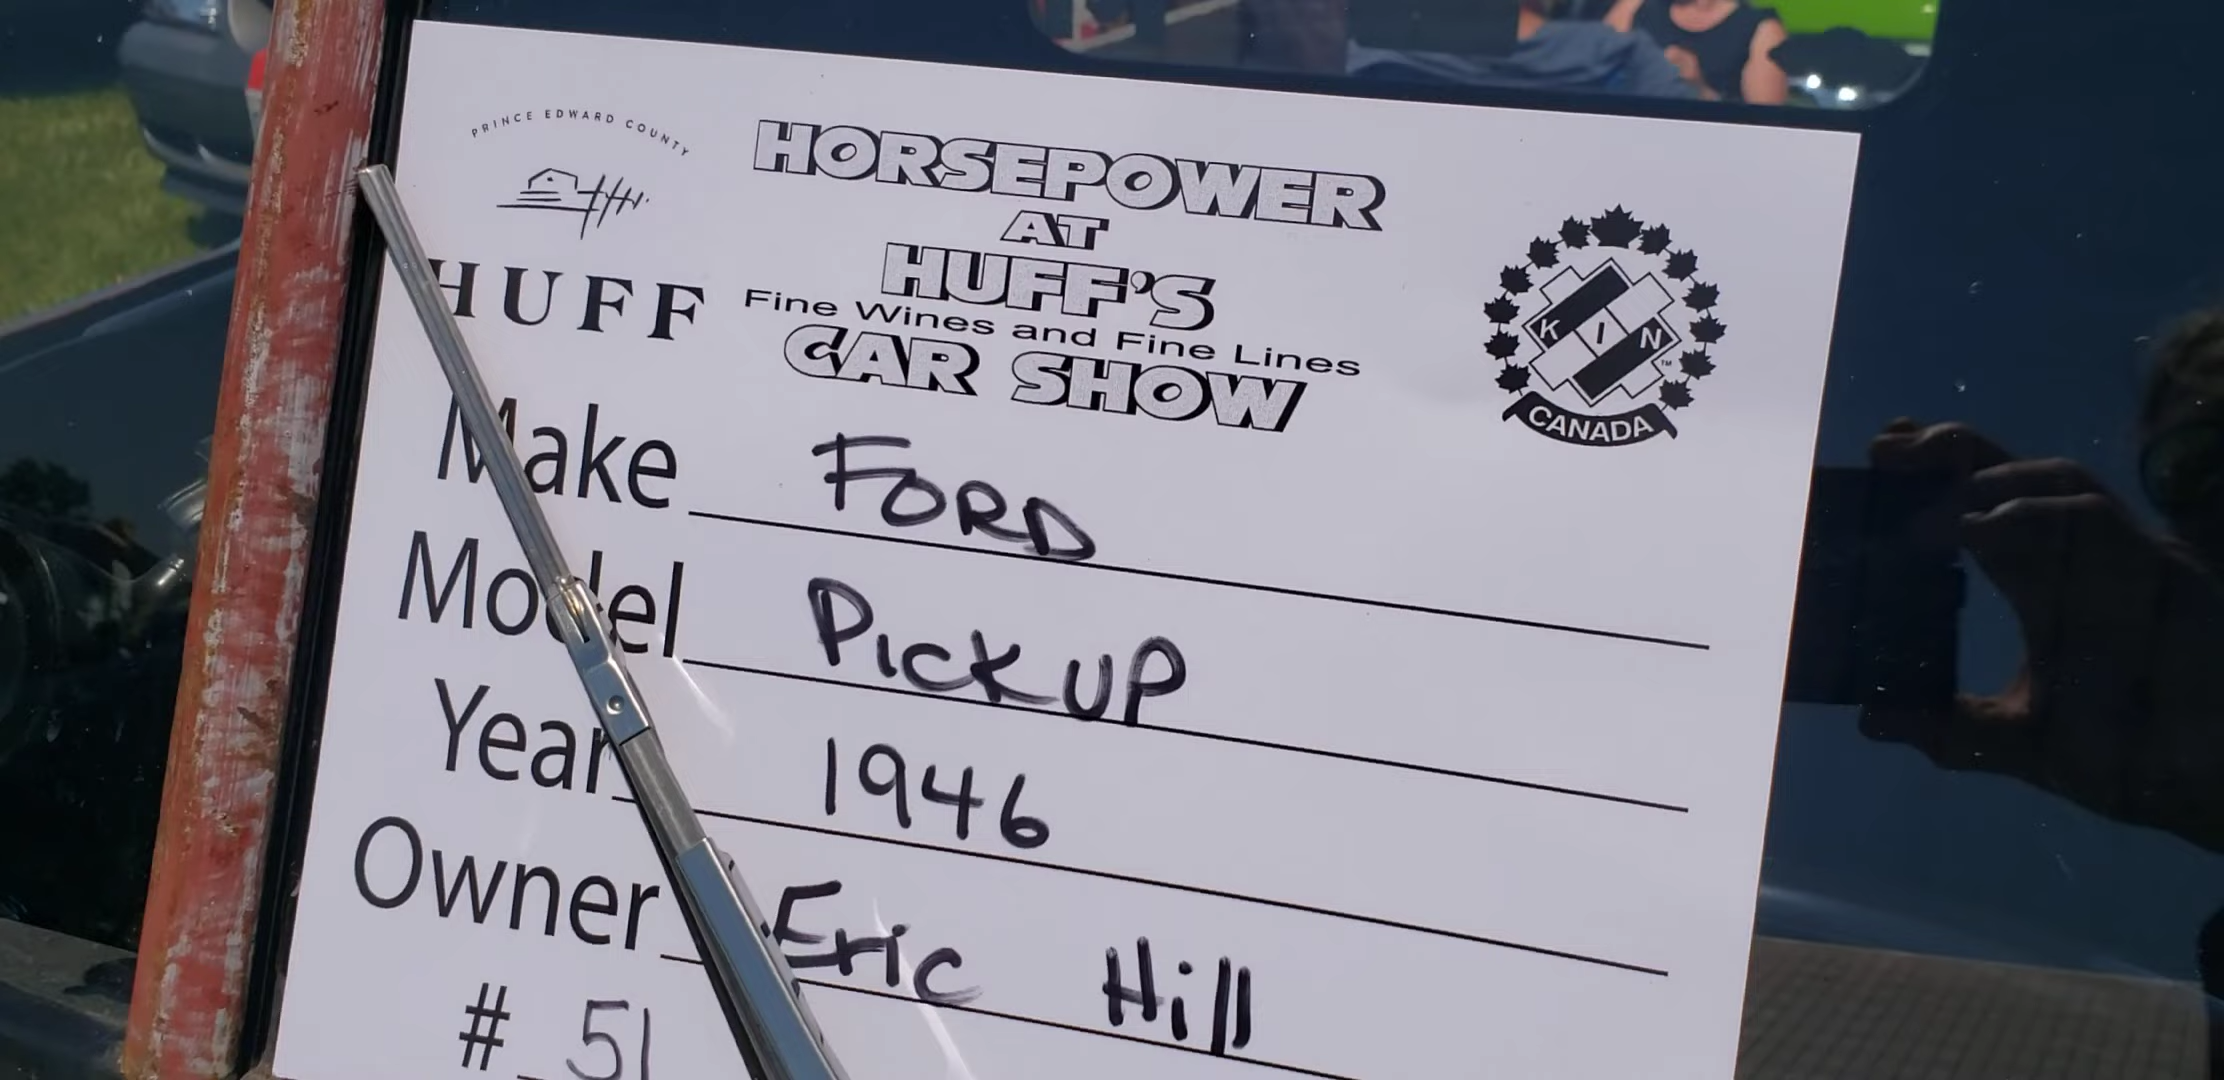 PRINCE EDWARD COUNTY
HUFF
HORSEPOWER
AT
HUFF'S
Fine Wines and Fine Lines
CAR SHOW
KIN
CANADA
Make FORD
Model PICKUP
Year 1946
Owner Eric Hill
# 51